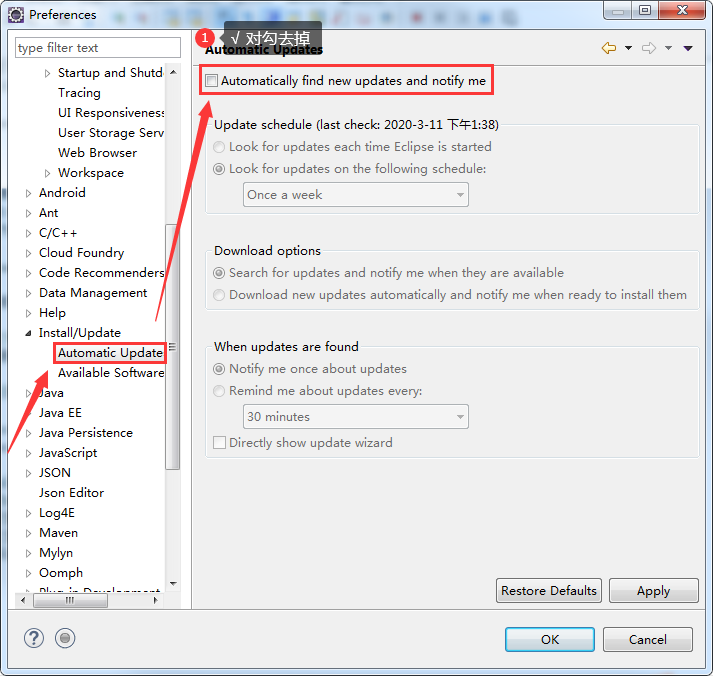 Preferences
type filter text
Startup and Shutd
Tracing
UI Responsiveness
User Storage Serv
Web Browser
Workspace
Android
Ant
C/C++
Cloud Foundry
Code Recommenders
Data Management
Help
Install/Update
Automatic Update
Available Software
Java
Java EE
Java Persistence
JavaScript
JSON
Json Editor
Log4E
Maven
Mylyn
Oomph
Plug-in Development
1 √ 对勾去掉
Automatic Updates
Automatically find new updates and notify me
Update schedule (last check: 2020-3-11 下午1:38)
Look for updates each time Eclipse is started
Look for updates on the following schedule:
Once a week
Download options
Search for updates and notify me when they are available
Download new updates automatically and notify me when ready to install them
When updates are found
Notify me once about updates
Remind me about updates every:
30 minutes
Directly show update wizard
Restore Defaults Apply
? OK Cancel